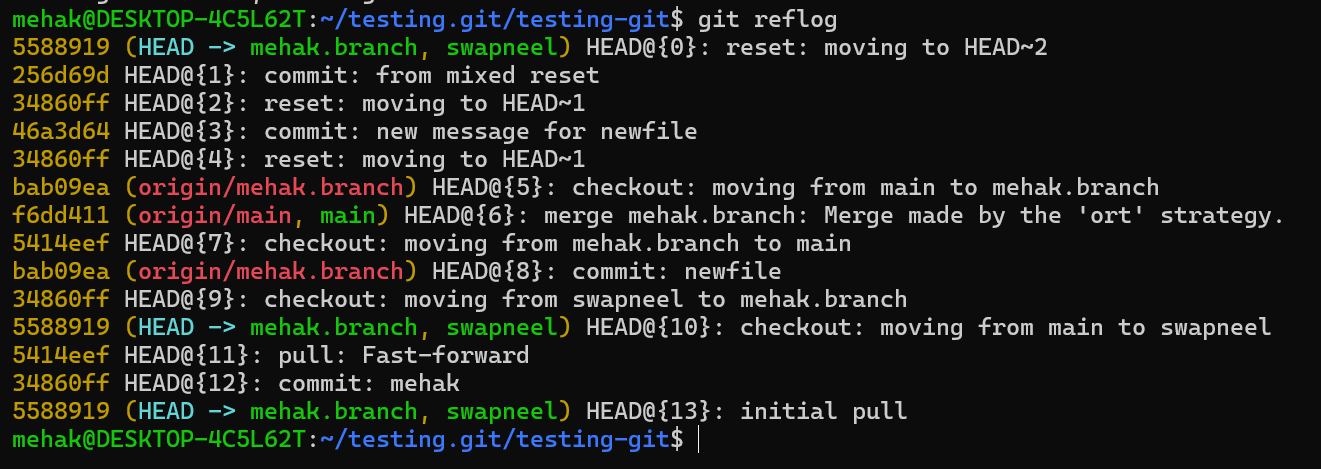 mehak@DESKTOP-4C5L62T:~/testing.git/testing-git$ git reflog
5588919 (HEAD -> mehak.branch, swapneel) HEAD@{0}: reset: moving to HEAD~2
256d69d HEAD@{1}: commit: from mixed reset
34860ff HEAD@{2}: reset: moving to HEAD~1
46a3d64 HEAD@{3}: commit: new message for newfile
34860ff HEAD@{4}: reset: moving to HEAD~1
bab09ea (origin/mehak.branch) HEAD@{5}: checkout: moving from main to mehak.branch
f6dd411 (origin/main, main) HEAD@{6}: merge mehak.branch: Merge made by the 'ort' strategy.
5414eef HEAD@{7}: checkout: moving from mehak.branch to main
bab09ea (origin/mehak.branch) HEAD@{8}: commit: newfile
34860ff HEAD@{9}: checkout: moving from swapneel to mehak.branch
5588919 (HEAD -> mehak.branch, swapneel) HEAD@{10}: checkout: moving from main to swapneel
5414eef HEAD@{11}: pull: Fast-forward
34860ff HEAD@{12}: commit: mehak
5588919 (HEAD -> mehak.branch, swapneel) HEAD@{13}: initial pull
mehak@DESKTOP-4C5L62T:~/testing.git/testing-git$